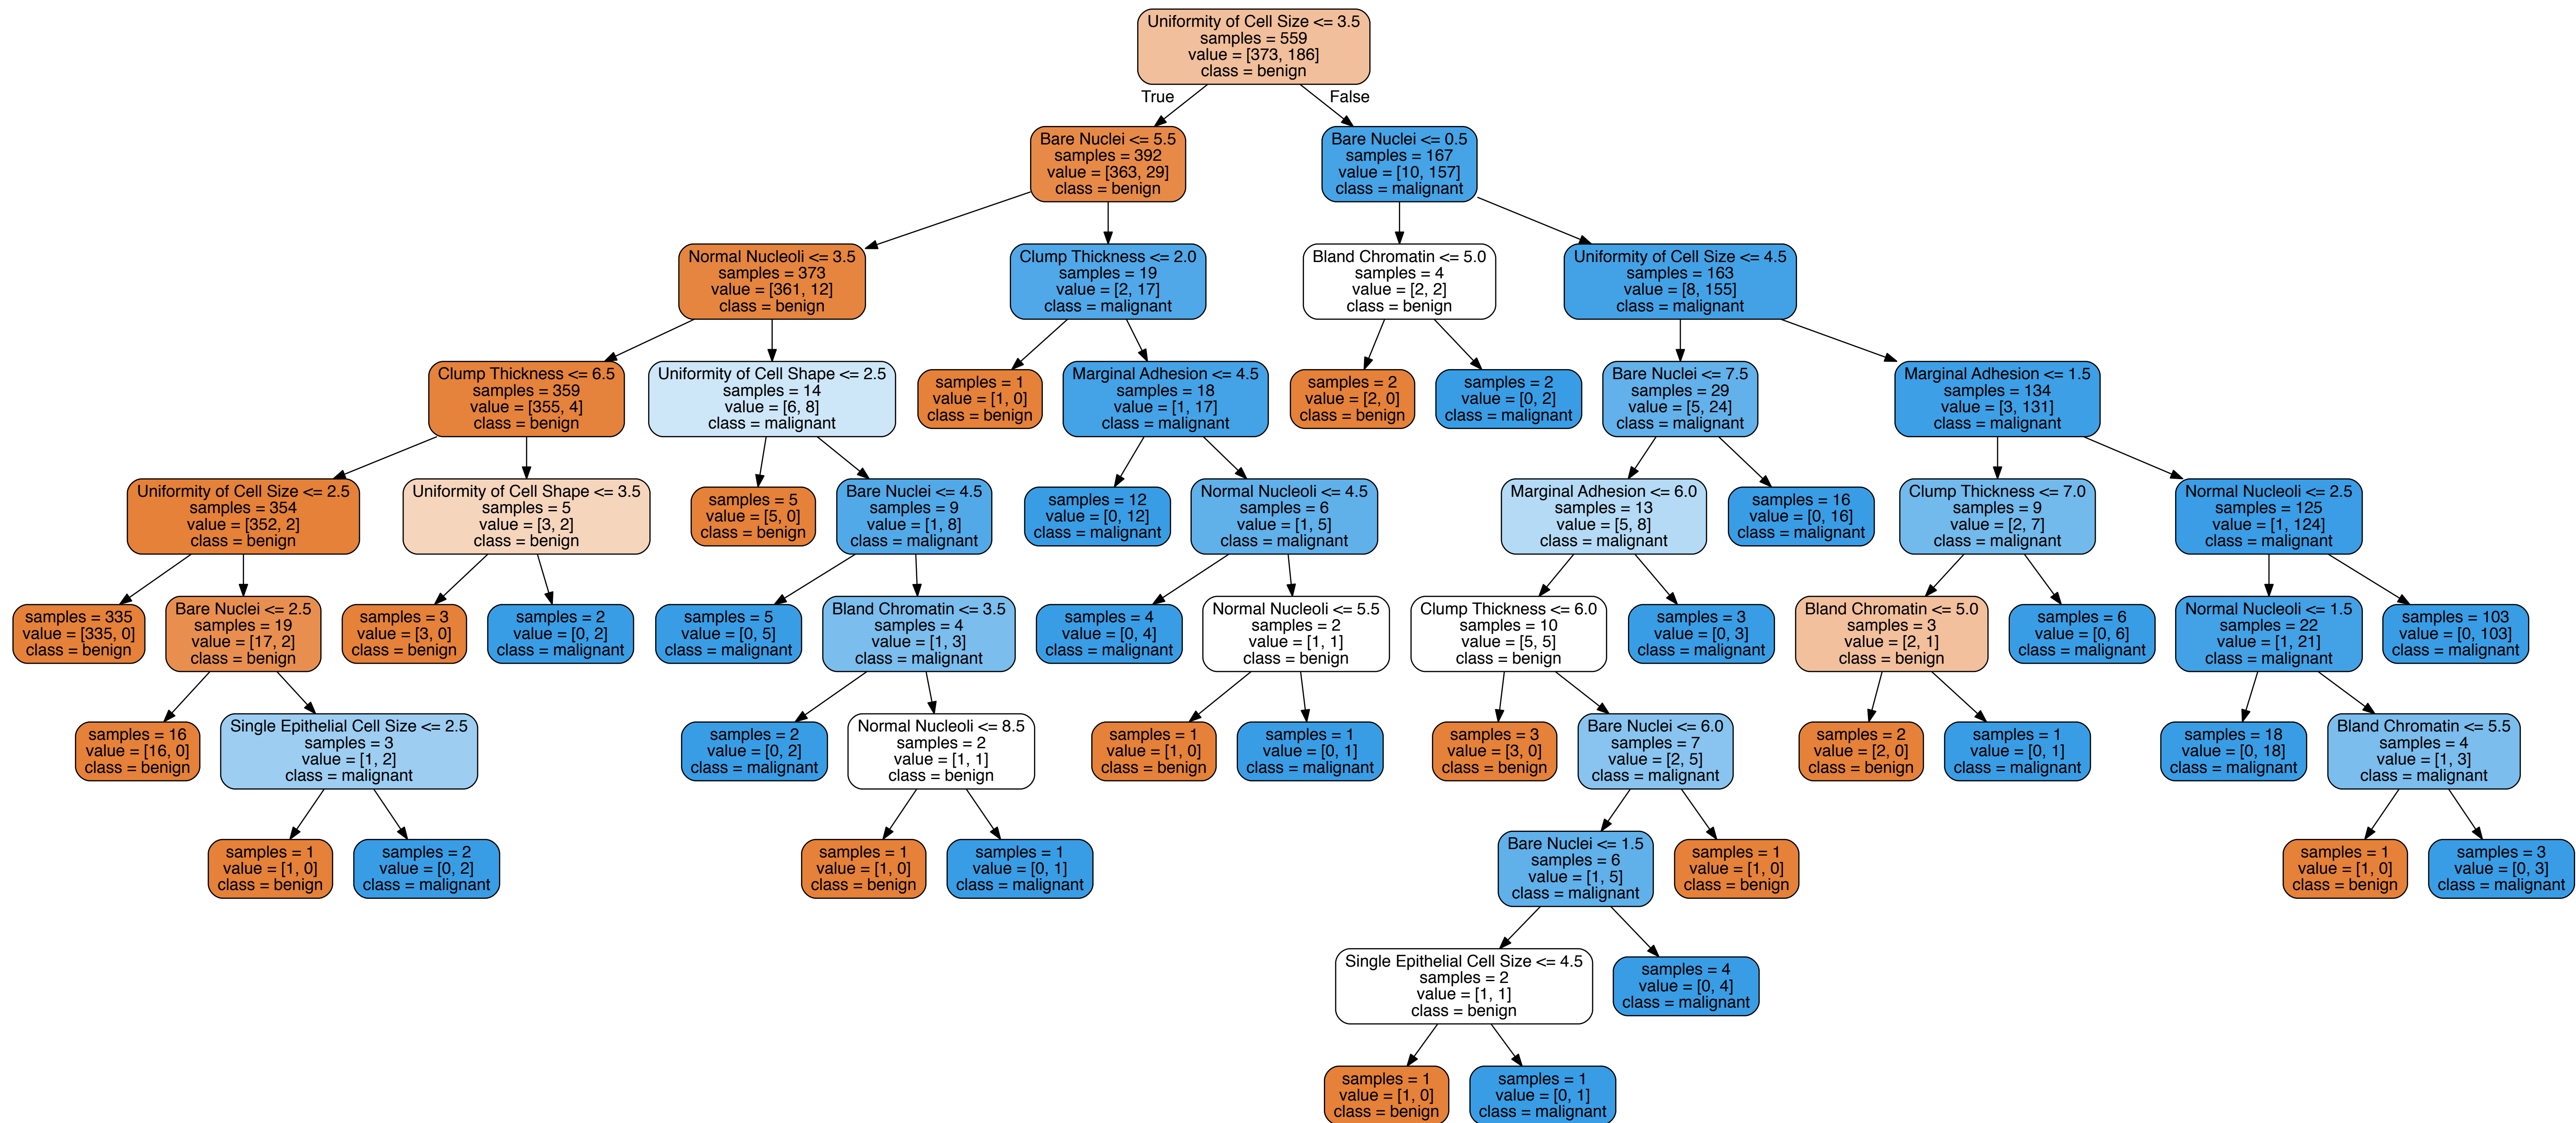 Uniformity of Cell Size <= 3.5
samples = 559
value = [373, 186]
class = benign
True
False
Bare Nuclei <= 5.5
samples = 392
value = [363, 29]
class = benign
Bare Nuclei <= 0.5
samples = 167
value = [10, 157]
class = malignant
Normal Nucleoli <= 3.5
samples = 373
value = [361, 12]
class = benign
Clump Thickness <= 2.0
samples = 19
value = [2, 17]
class = malignant
Bland Chromatin <= 5.0
samples = 4
value = [2, 2]
class = benign
Uniformity of Cell Size <= 4.5
samples = 163
value = [8, 155]
class = malignant
Clump Thickness <= 6.5
samples = 359
value = [355, 4]
class = benign
Uniformity of Cell Shape <= 2.5
samples = 14
value = [6, 8]
class = malignant
samples = 1
value = [1, 0]
class = benign
Marginal Adhesion <= 4.5
samples = 18
value = [1, 17]
class = malignant
samples = 2
value = [2, 0]
class = benign
samples = 2
value = [0, 2]
class = malignant
Bare Nuclei <= 7.5
samples = 29
value = [5, 24]
class = malignant
Marginal Adhesion <= 1.5
samples = 134
value = [3, 131]
class = malignant
Uniformity of Cell Size <= 2.5
samples = 354
value = [352, 2]
class = benign
Uniformity of Cell Shape <= 3.5
samples = 5
value = [3, 2]
class = benign
samples = 5
value = [5, 0]
class = benign
Bare Nuclei <= 4.5
samples = 9
value = [1, 8]
class = malignant
samples = 12
value = [0, 12]
class = malignant
Normal Nucleoli <= 4.5
samples = 6
value = [1, 5]
class = malignant
Marginal Adhesion <= 6.0
samples = 13
value = [5, 8]
class = malignant
samples = 16
value = [0, 16]
class = malignant
Clump Thickness <= 7.0
samples = 9
value = [2, 7]
class = malignant
Normal Nucleoli <= 2.5
samples = 125
value = [1, 124]
class = malignant
samples = 335
value = [335, 0]
class = benign
Bare Nuclei <= 2.5
samples = 19
value = [17, 2]
class = benign
samples = 3
value = [3, 0]
class = benign
samples = 2
value = [0, 2]
class = malignant
samples = 5
value = [0, 5]
class = malignant
Bland Chromatin <= 3.5
samples = 4
value = [1, 3]
class = malignant
samples = 4
value = [0, 4]
class = malignant
Normal Nucleoli <= 5.5
samples = 2
value = [1, 1]
class = benign
Clump Thickness <= 6.0
samples = 10
value = [5, 5]
class = benign
samples = 3
value = [0, 3]
class = malignant
Bland Chromatin <= 5.0
samples = 3
value = [2, 1]
class = benign
samples = 6
value = [0, 6]
class = malignant
Normal Nucleoli <= 1.5
samples = 22
value = [1, 21]
class = malignant
samples = 103
value = [0, 103]
class = malignant
samples = 16
value = [16, 0]
class = benign
Single Epithelial Cell Size <= 2.5
samples = 3
value = [1, 2]
class = malignant
samples = 2
value = [0, 2]
class = malignant
Normal Nucleoli <= 8.5
samples = 2
value = [1, 1]
class = benign
samples = 1
value = [1, 0]
class = benign
samples = 1
value = [0, 1]
class = malignant
samples = 3
value = [3, 0]
class = benign
Bare Nuclei <= 6.0
samples = 7
value = [2, 5]
class = malignant
samples = 2
value = [2, 0]
class = benign
samples = 1
value = [0, 1]
class = malignant
samples = 18
value = [0, 18]
class = malignant
Bland Chromatin <= 5.5
samples = 4
value = [1, 3]
class = malignant
samples = 1
value = [1, 0]
class = benign
samples = 2
value = [0, 2]
class = malignant
samples = 1
value = [1, 0]
class = benign
samples = 1
value = [0, 1]
class = malignant
Bare Nuclei <= 1.5
samples = 6
value = [1, 5]
class = malignant
samples = 1
value = [1, 0]
class = benign
samples = 1
value = [1, 0]
class = benign
samples = 3
value = [0, 3]
class = malignant
Single Epithelial Cell Size <= 4.5
samples = 2
value = [1, 1]
class = benign
samples = 4
value = [0, 4]
class = malignant
samples = 1
value = [1, 0]
class = benign
samples = 1
value = [0, 1]
class = malignant